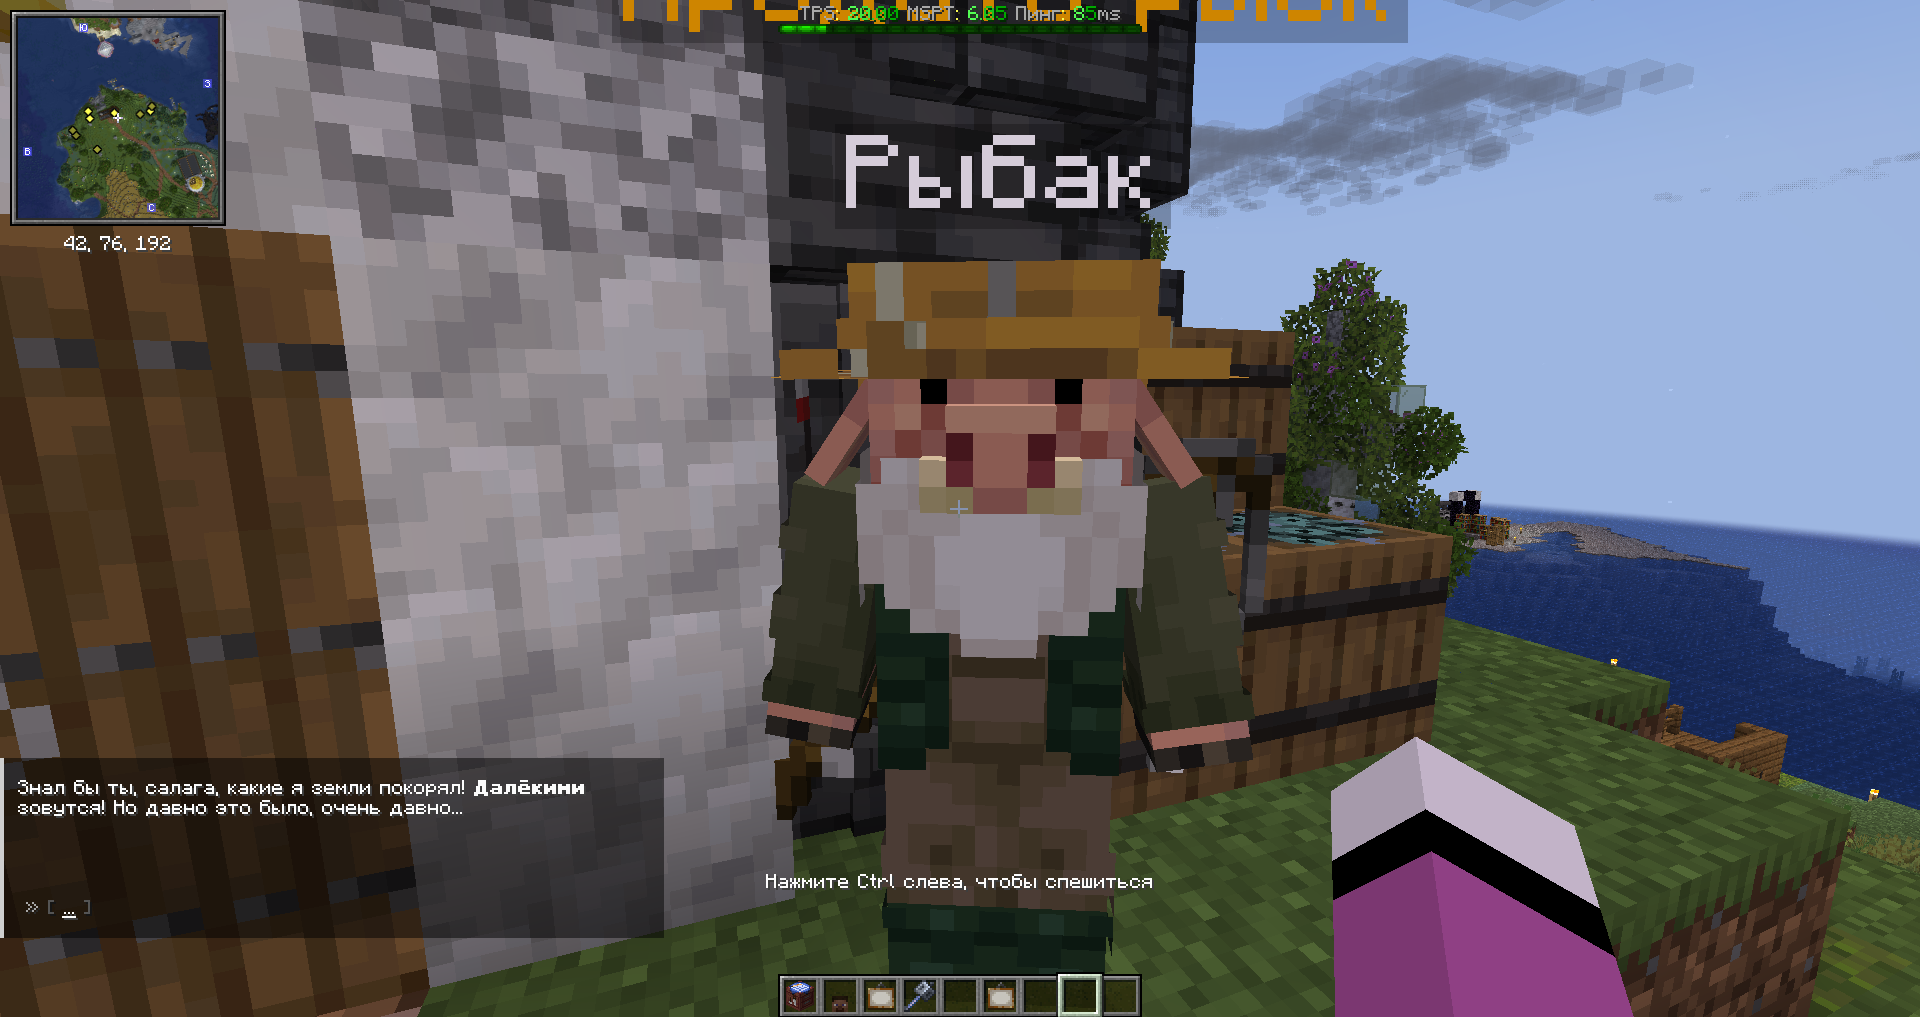 TPS: 20.00 MSPT: 6.05 Пинг: 85ms
Ю
З
В
С
42, 76, 192
Рыбак
Знал бы ты, салага, какие я земли покорял! Далёкими
зовутся! Но давно это было, очень давно...
» [ ... ]
Нажмите Ctrl слева, чтобы спешиться